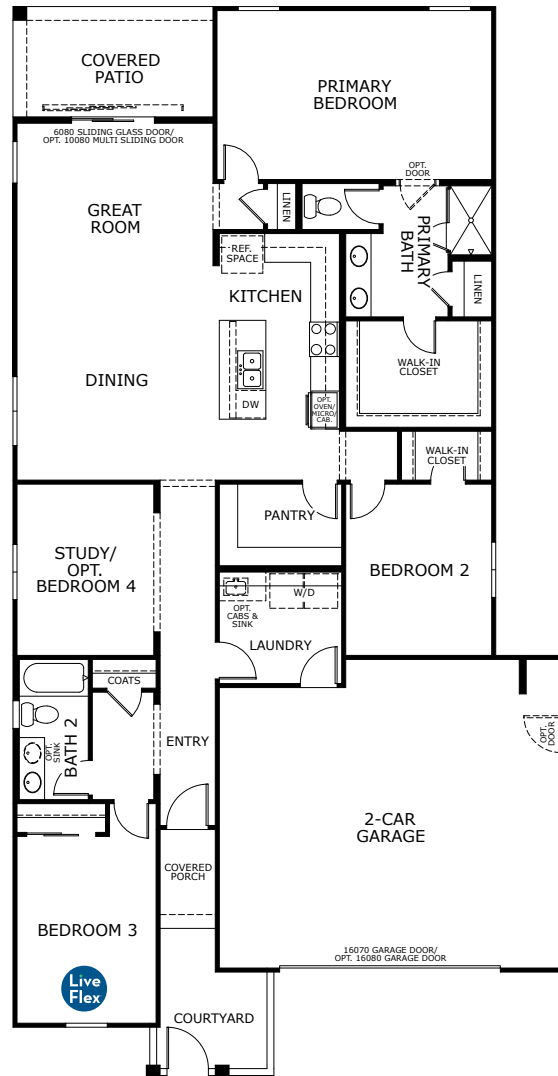 COVERED
PATIO
PRIMARY
BEDROOM
6080 SLIDING GLASS DOOR/
OPT. 10080 MULTI SLIDING DOOR
OPT.
DOOR
GREAT
ROOM
LINEN
PRIMARY
BATH
REF.
SPACE
LINEN
KITCHEN
WALK-IN
CLOSET
DINING
DW
OPT.
OVEN/
MICRO/
CAB.
WALK-IN
CLOSET
PANTRY
STUDY/
OPT.
BEDROOM 4
BEDROOM 2
W/D
OPT.
CABS &
SINK
LAUNDRY
COATS
OPT.
SINK
BATH 2
ENTRY
OPT.
DOOR
2-CAR
GARAGE
COVERED
PORCH
BEDROOM 3
16070 GARAGE DOOR/
OPT. 16080 GARAGE DOOR
Live
Flex
COURTYARD